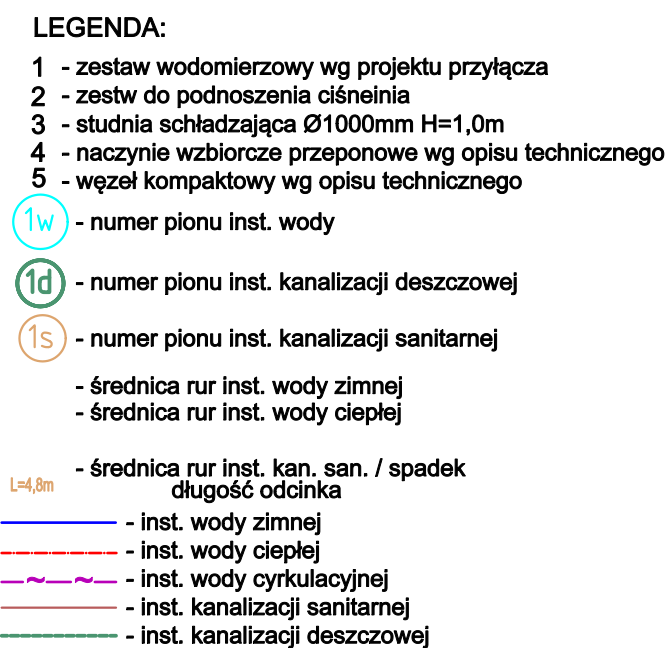 LEGENDA:
1 - zestaw wodomierzowy wg projektu przyłącza
2 - zestw do podnoszenia ciśneinia
3 - studnia schładzająca Ø1000mm H=1,0m
4 - naczynie wzbiorcze przeponowe wg opisu technicznego
5 - węzeł kompaktowy wg opisu technicznego
1w - numer pionu inst. wody
1d - numer pionu inst. kanalizacji deszczowej
1s - numer pionu inst. kanalizacji sanitarnej
- średnica rur inst. wody zimnej
- średnica rur inst. wody ciepłej
- średnica rur inst. kan. san. / spadek
L=4,8m długość odcinka
- inst. wody zimnej
- inst. wody ciepłej
- inst. wody cyrkulacyjnej
- inst. kanalizacji sanitarnej
- inst. kanalizacji deszczowej